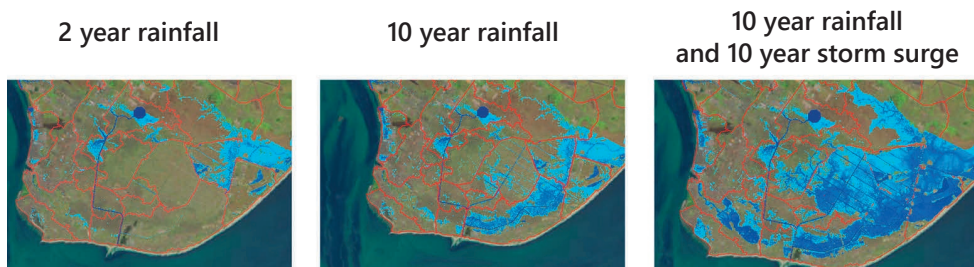 2 year rainfall
10 year rainfall
10 year rainfall
and 10 year storm surge